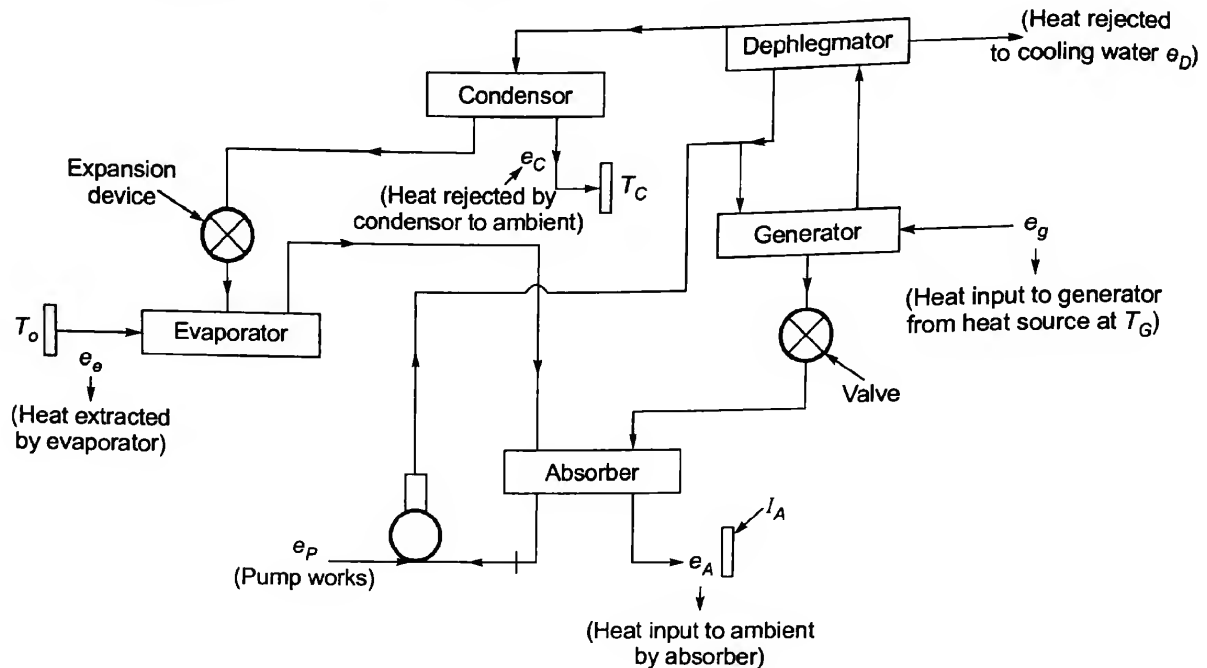 Dephlegmator
(Heat rejected
to cooling water e_D)
Condensor
Expansion
device
e_C
(Heat rejected by
condensor to ambient)
T_C
Generator
e_g
(Heat input to generator
from heat source at T_G)
T_o
Evaporator
e_e
(Heat extracted
by evaporator)
Valve
Absorber
I_A
e_P
(Pump works)
e_A
(Heat input to ambient
by absorber)